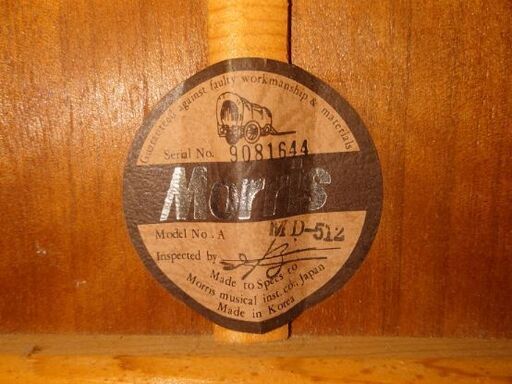 Guaranteed against faulty workmanship & materials
Serial No. 9081644
Morris
Model No. A MD-512
Inspected by
Made to Specs to
Morris musical inst. co., Japan
Made in Korea